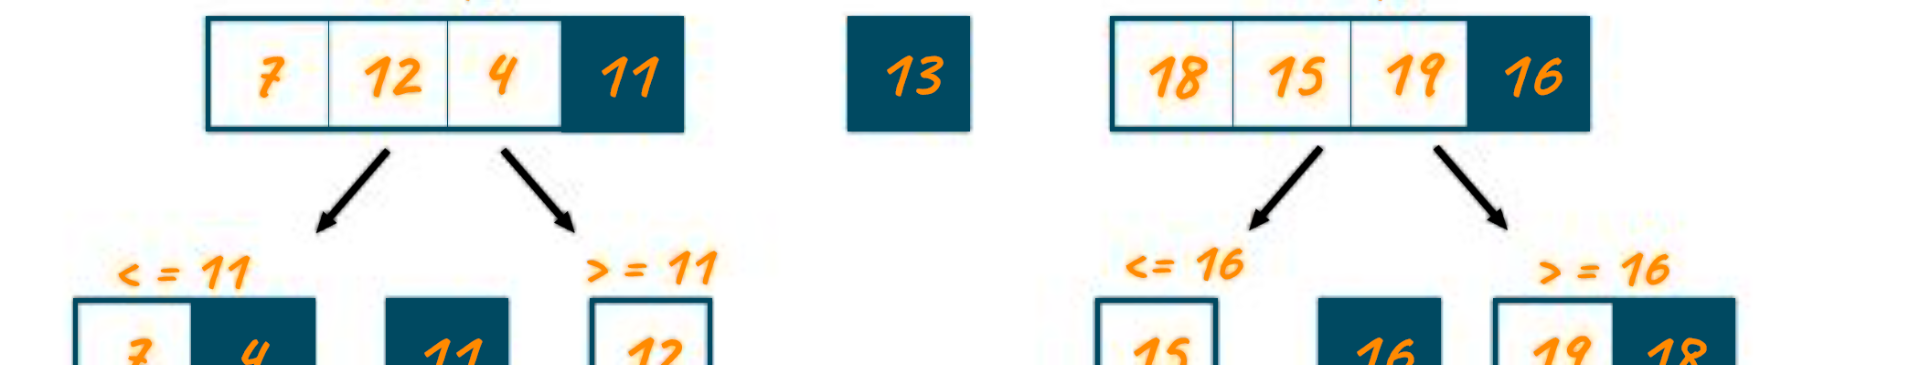 7 12 4 11 13 18 15 19 16
< = 11 > = 11 <= 16 > = 16
7 4 11 12 15 16 19 18